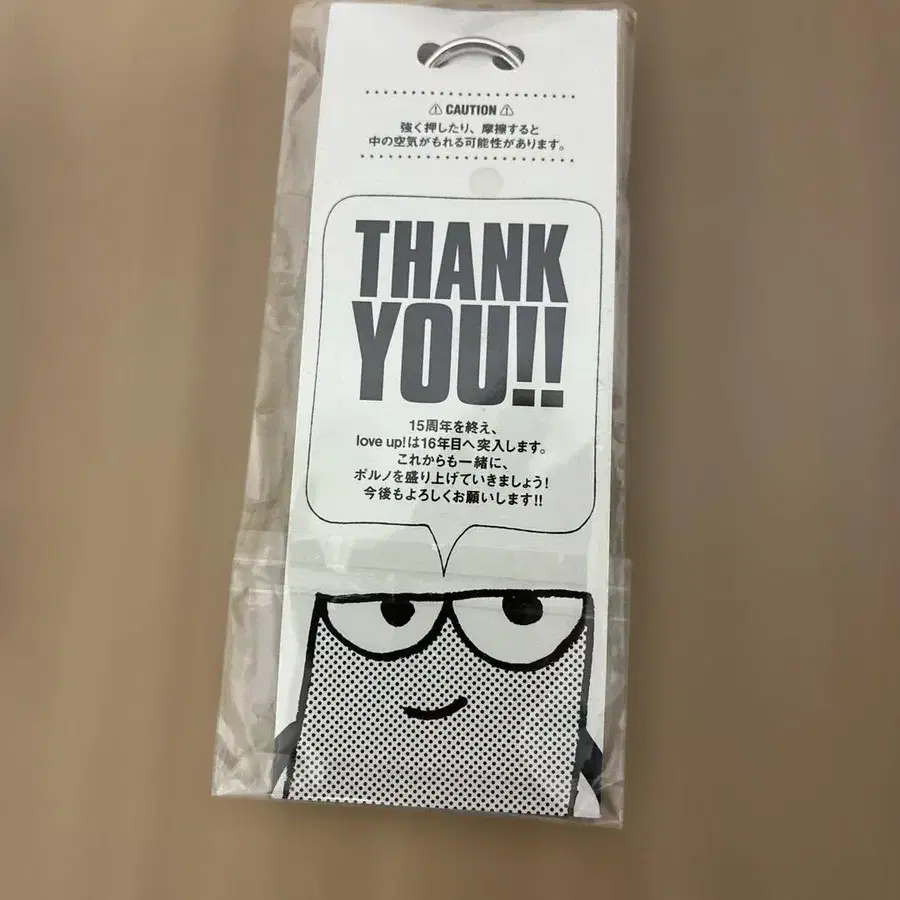 ⚠ CAUTION ⚠
強く押したり、摩擦すると
中の空気がもれる可能性があります。
THANK
YOU!!
15周年を終え、
love up!は16年目へ突入します。
これからも一緒に、
ポルノを盛り上げていきましょう!
今後もよろしくお願いします!!